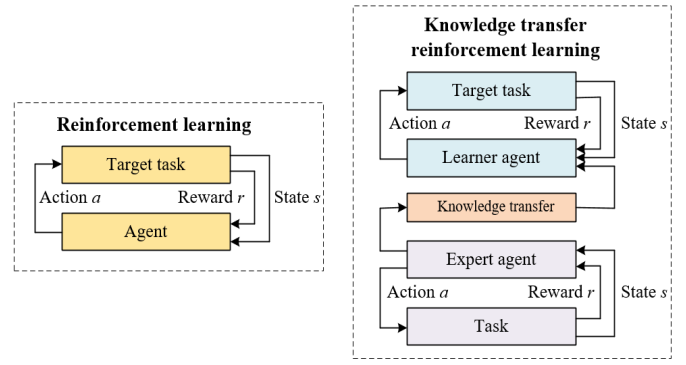 Reinforcement learning
Target task
Action a
Reward r
State s
Agent
Knowledge transfer
reinforcement learning
Target task
Action a
Reward r
State s
Learner agent
Knowledge transfer
Expert agent
Action a
Reward r
State s
Task